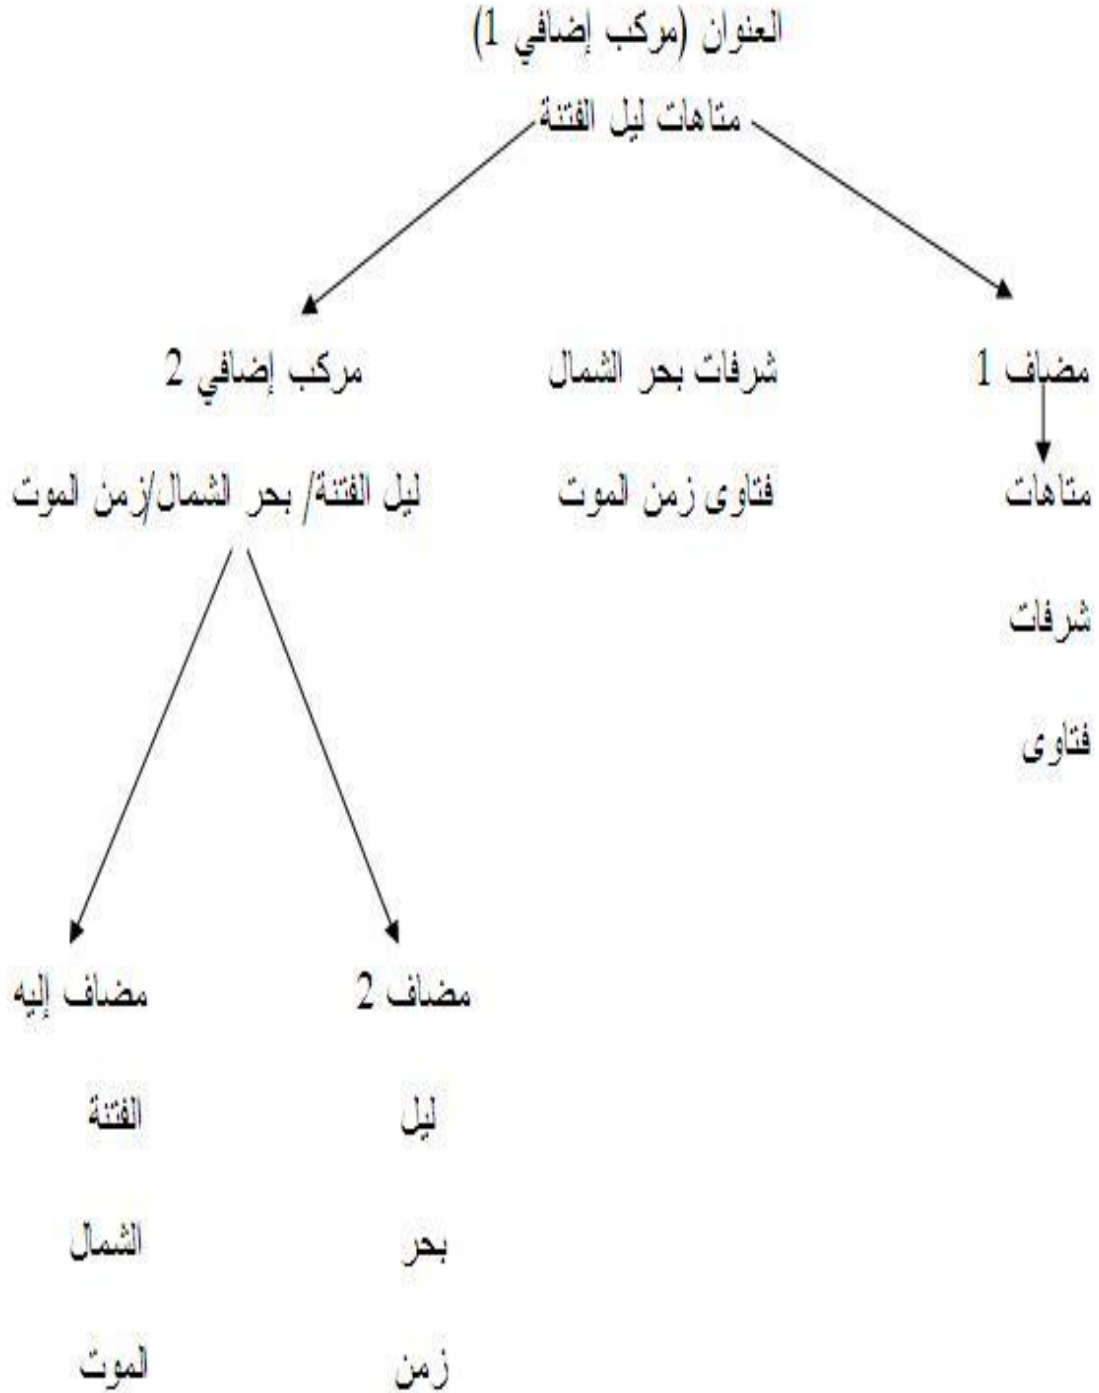 العنوان (مركب إضافي 1)
متاهات ليل الفتنة
مضاف 1 شرفات بحر الشمال مركب إضافي 2
متاهات فتاوى زمن الموت ليل الفتنة/ بحر الشمال/زمن الموت
شرفات
فتاوى
مضاف 2 مضاف إليه
ليل الفتنة
بحر الشمال
زمن الموت